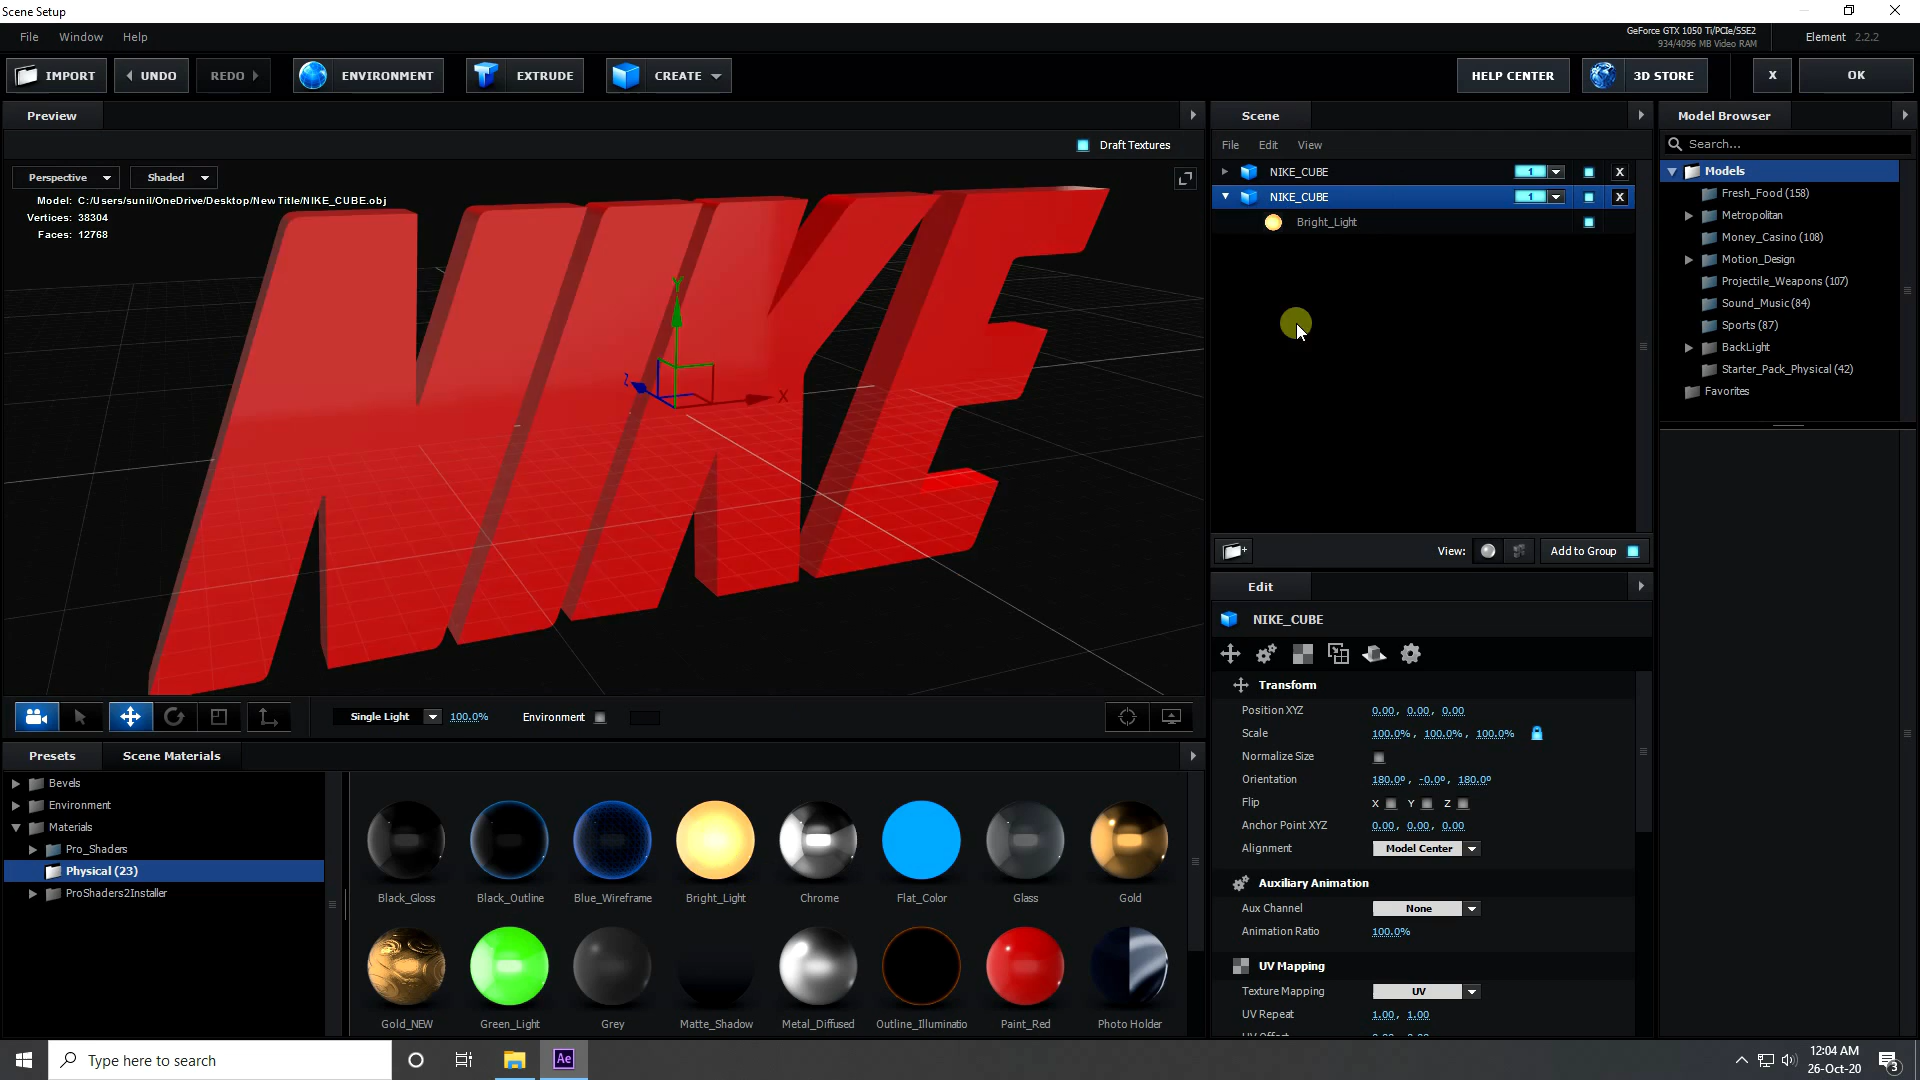 Scene Setup
File Window Help
GeForce GTX 1050 Ti/PCIe/SSE2
934/4096 MB Video RAM
Element 2.2.2
IMPORT UNDO REDO ENVIRONMENT EXTRUDE CREATE HELP CENTER 3D STORE X OK
Preview
Draft Textures
Perspective Shaded
Model: C:/Users/sunil/OneDrive/Desktop/New Title/NIKE_CUBE.obj
Vertices: 38304
Faces: 12768
NIKE
Y
Z
X
Single Light 100.0% Environment
Scene
File Edit View
NIKE_CUBE 1 X
NIKE_CUBE 1 X
Bright_Light
View: Add to Group
Edit
NIKE_CUBE
Transform
Position XYZ 0.00, 0.00, 0.00
Scale 100.0%, 100.0%, 100.0%
Normalize Size
Orientation 180.0º, -0.0º, 180.0º
Flip X Y Z
Anchor Point XYZ 0.00, 0.00, 0.00
Alignment Model Center
Auxiliary Animation
Aux Channel None
Animation Ratio 100.0%
UV Mapping
Texture Mapping UV
UV Repeat 1.00, 1.00
Model Browser
Search...
Models
Fresh_Food (158)
Metropolitan
Money_Casino (108)
Motion_Design
Projectile_Weapons (107)
Sound_Music (84)
Sports (87)
BackLight
Starter_Pack_Physical (42)
Favorites
Presets Scene Materials
Bevels
Environment
Materials
Pro_Shaders
Physical (23)
ProShaders2Installer
Black_Gloss Black_Outline Blue_Wireframe Bright_Light Chrome Flat_Color Glass Gold
Gold_NEW Green_Light Grey Matte_Shadow Metal_Diffused Outline_Illuminatio Paint_Red Photo Holder
Type here to search
Ae
12:04 AM
26-Oct-20
3